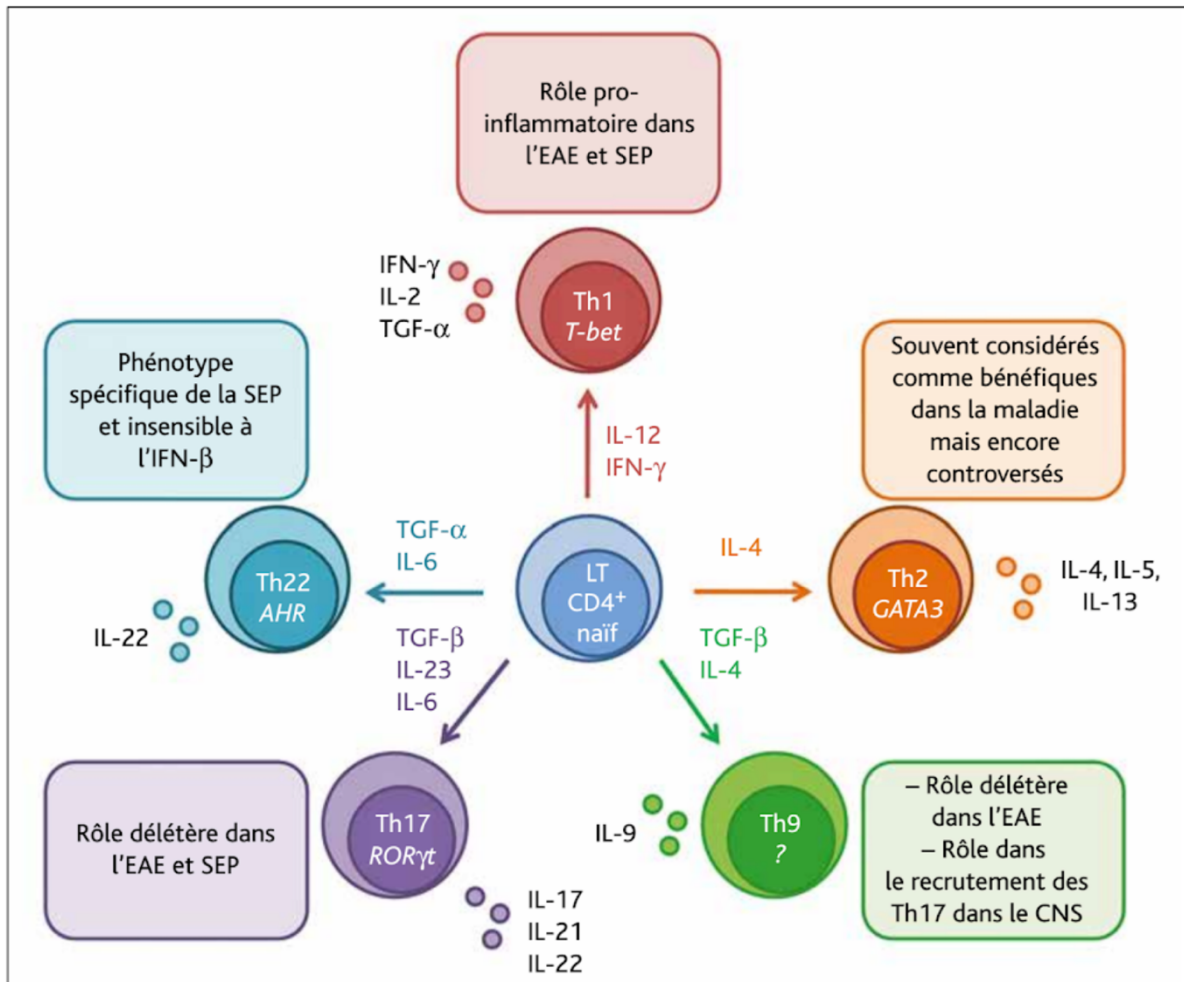 Rôle pro-
inflammatoire dans
l'EAE et SEP
IFN-γ
IL-2
TGF-α
Th1
T-bet
IL-12
IFN-γ
Phénotype
spécifique de la SEP
et insensible à
l'IFN-β
Souvent considérés
comme bénéfiques
dans la maladie
mais encore
controversés
TGF-α
IL-6
Th22
AHR
IL-22
LT
CD4⁺
naïf
IL-4
Th2
GATA3
IL-4, IL-5,
IL-13
TGF-β
IL-23
IL-6
TGF-β
IL-4
Rôle délétère dans
l'EAE et SEP
Th17
RORγt
IL-17
IL-21
IL-22
IL-9
Th9
?
– Rôle délétère
dans l'EAE
– Rôle dans
le recrutement des
Th17 dans le CNS